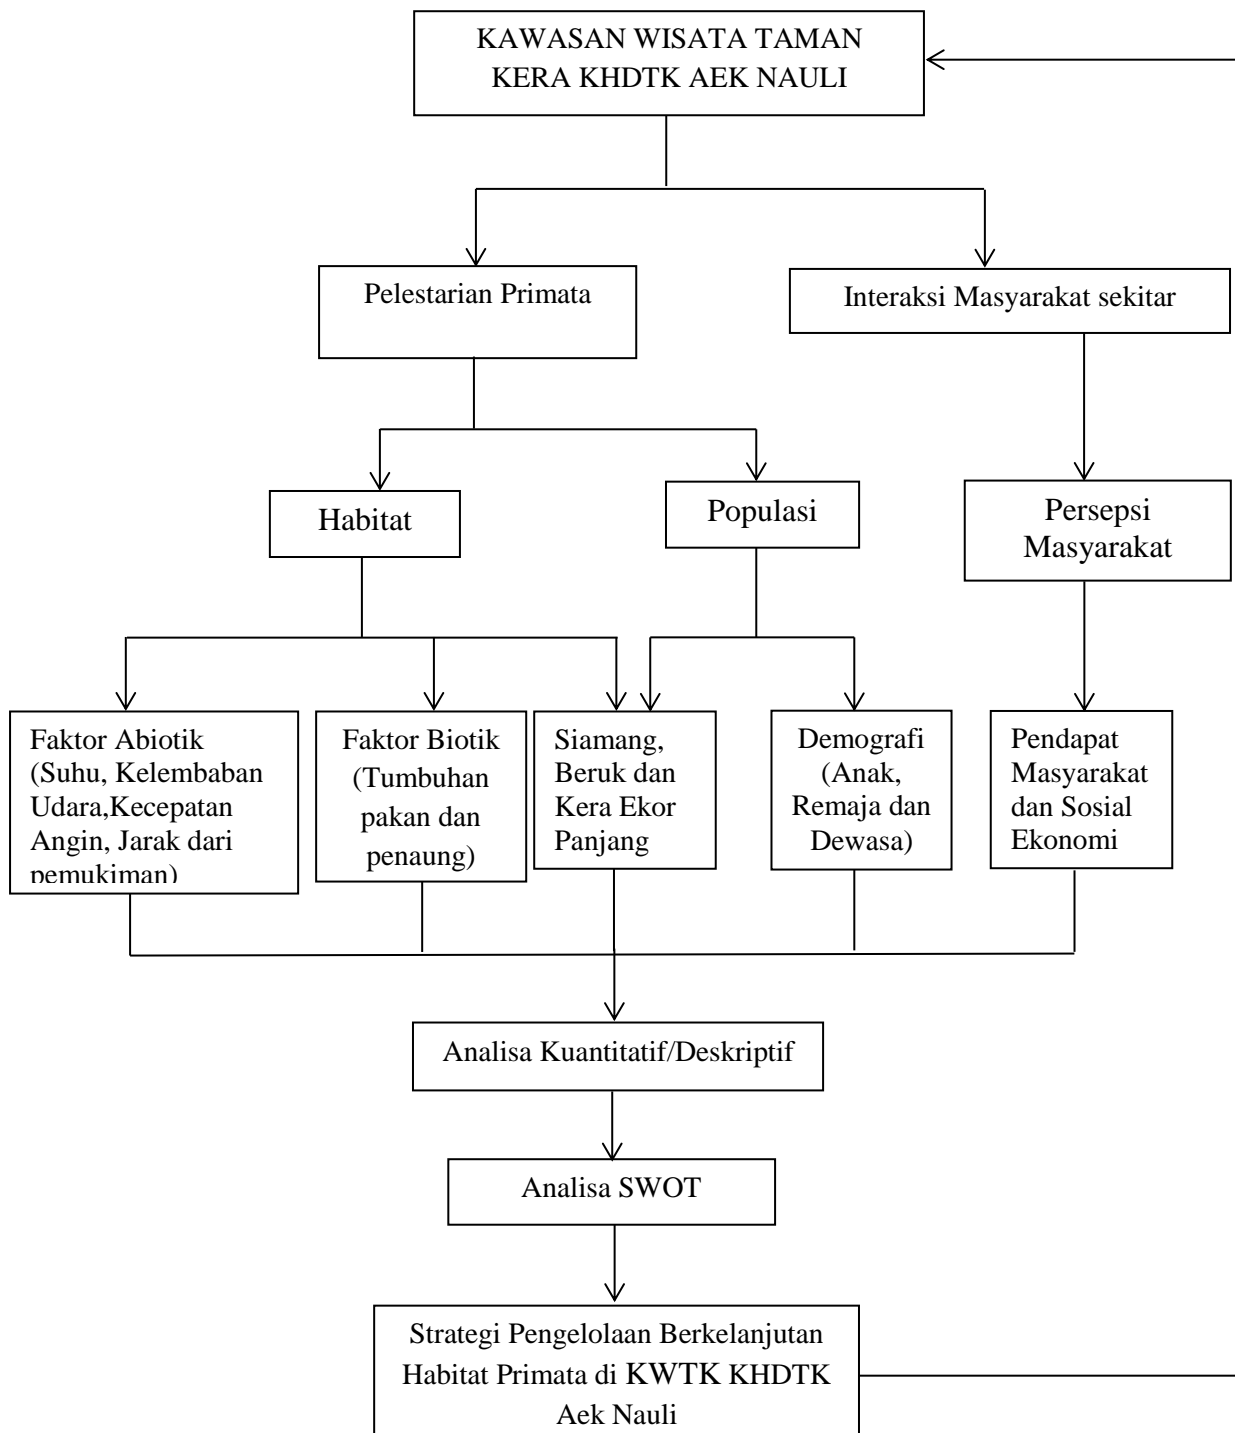 KAWASAN WISATA TAMAN
KERA KHDTK AEK NAULI
Pelestarian Primata
Interaksi Masyarakat sekitar
Habitat
Populasi
Persepsi
Masyarakat
Faktor Abiotik
(Suhu, Kelembaban
Udara,Kecepatan
Angin, Jarak dari
pemukiman)
Faktor Biotik
(Tumbuhan
pakan dan
penaung)
Siamang,
Beruk dan
Kera Ekor
Panjang
Demografi
(Anak,
Remaja dan
Dewasa)
Pendapat
Masyarakat
dan Sosial
Ekonomi
Analisa Kuantitatif/Deskriptif
Analisa SWOT
Strategi Pengelolaan Berkelanjutan
Habitat Primata di KWTK KHDTK
Aek Nauli